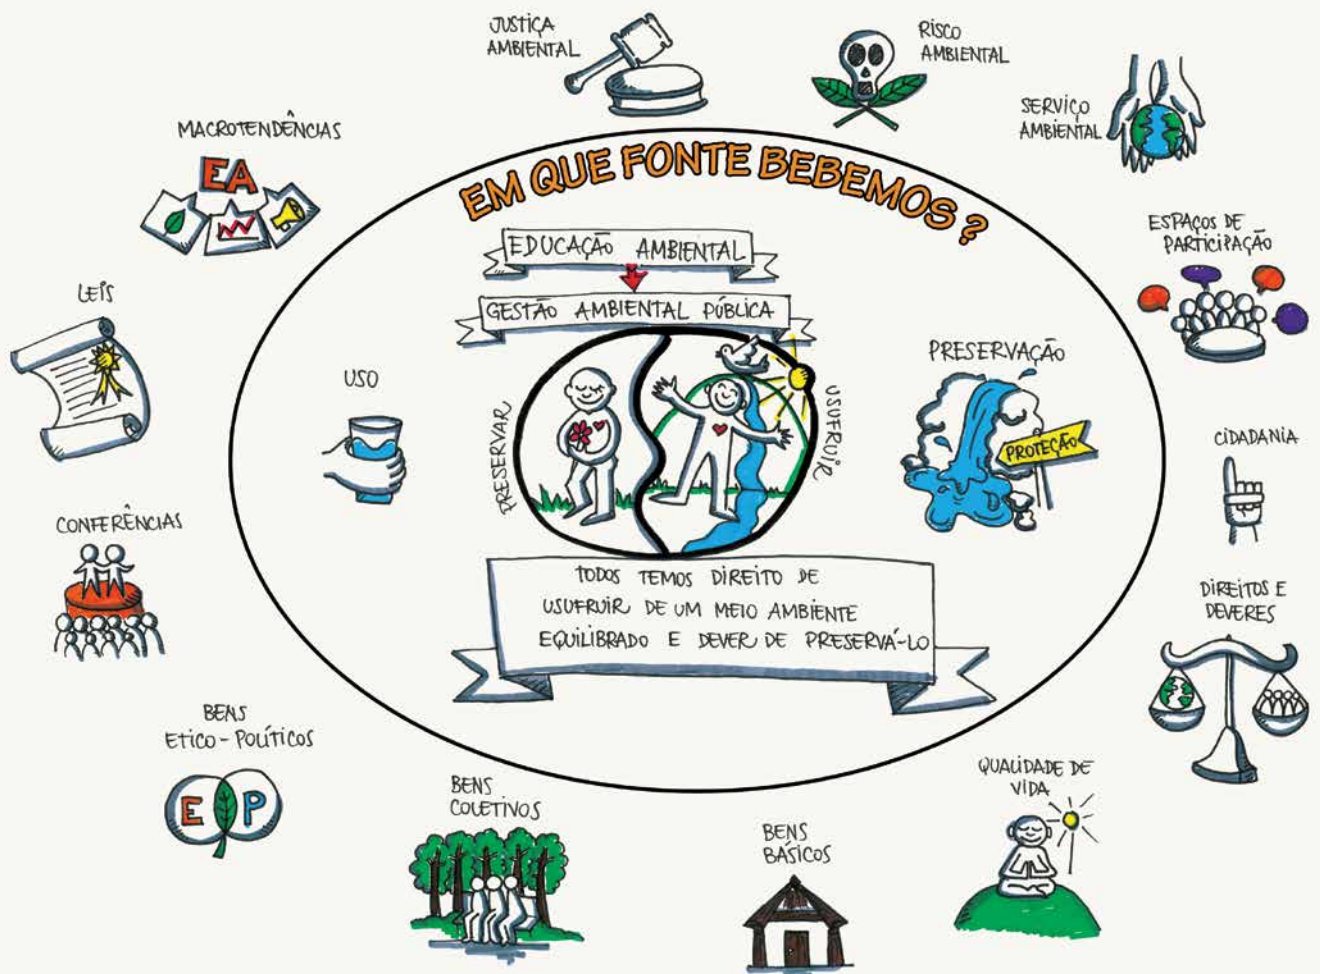 JUSTIÇA
AMBIENTAL
RISCO
AMBIENTAL
SERVIÇO
AMBIENTAL
MACROTENDÊNCIAS
EA
EM QUE FONTE BEBEMOS?
EDUCAÇÃO AMBIENTAL
GESTÃO AMBIENTAL PÚBLICA
ESPAÇOS DE
PARTICIPAÇÃO
LEIS
USO
PRESERVAR
USUFRUIR
PRESERVAÇÃO
PROTEÇÃO
CIDADANIA
CONFERÊNCIAS
TODOS TEMOS DIREITO DE
USUFRUIR DE UM MEIO AMBIENTE
EQUILIBRADO E DEVER DE PRESERVÁ-LO
DIREITOS E
DEVERES
BENS
ETICO-POLÍTICOS
E P
BENS
COLETIVOS
BENS
BÁSICOS
QUALIDADE DE
VIDA